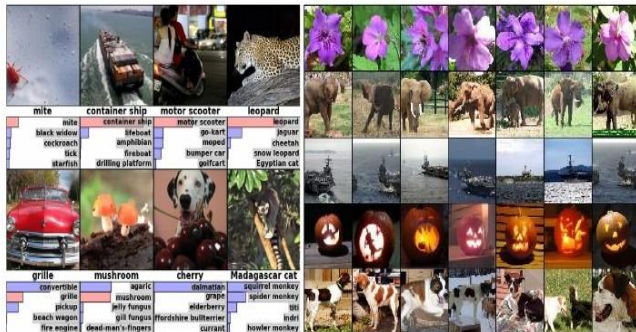 mite
container ship
motor scooter
leopard
mite
container ship
motor scooter
leopard
black widow
lifeboat
go-kart
jaguar
cockroach
amphibian
moped
cheetah
tick
fireboat
bumper car
snow leopard
starfish
drilling platform
golfcart
Egyptian cat
grille
mushroom
cherry
Madagascar cat
convertible
agaric
dalmatian
squirrel monkey
grille
mushroom
grape
spider monkey
pickup
jelly fungus
elderberry
titi
beach wagon
gill fungus
ffordshire bullterrier
indri
fire engine
dead-man's-fingers
currant
howler monkey